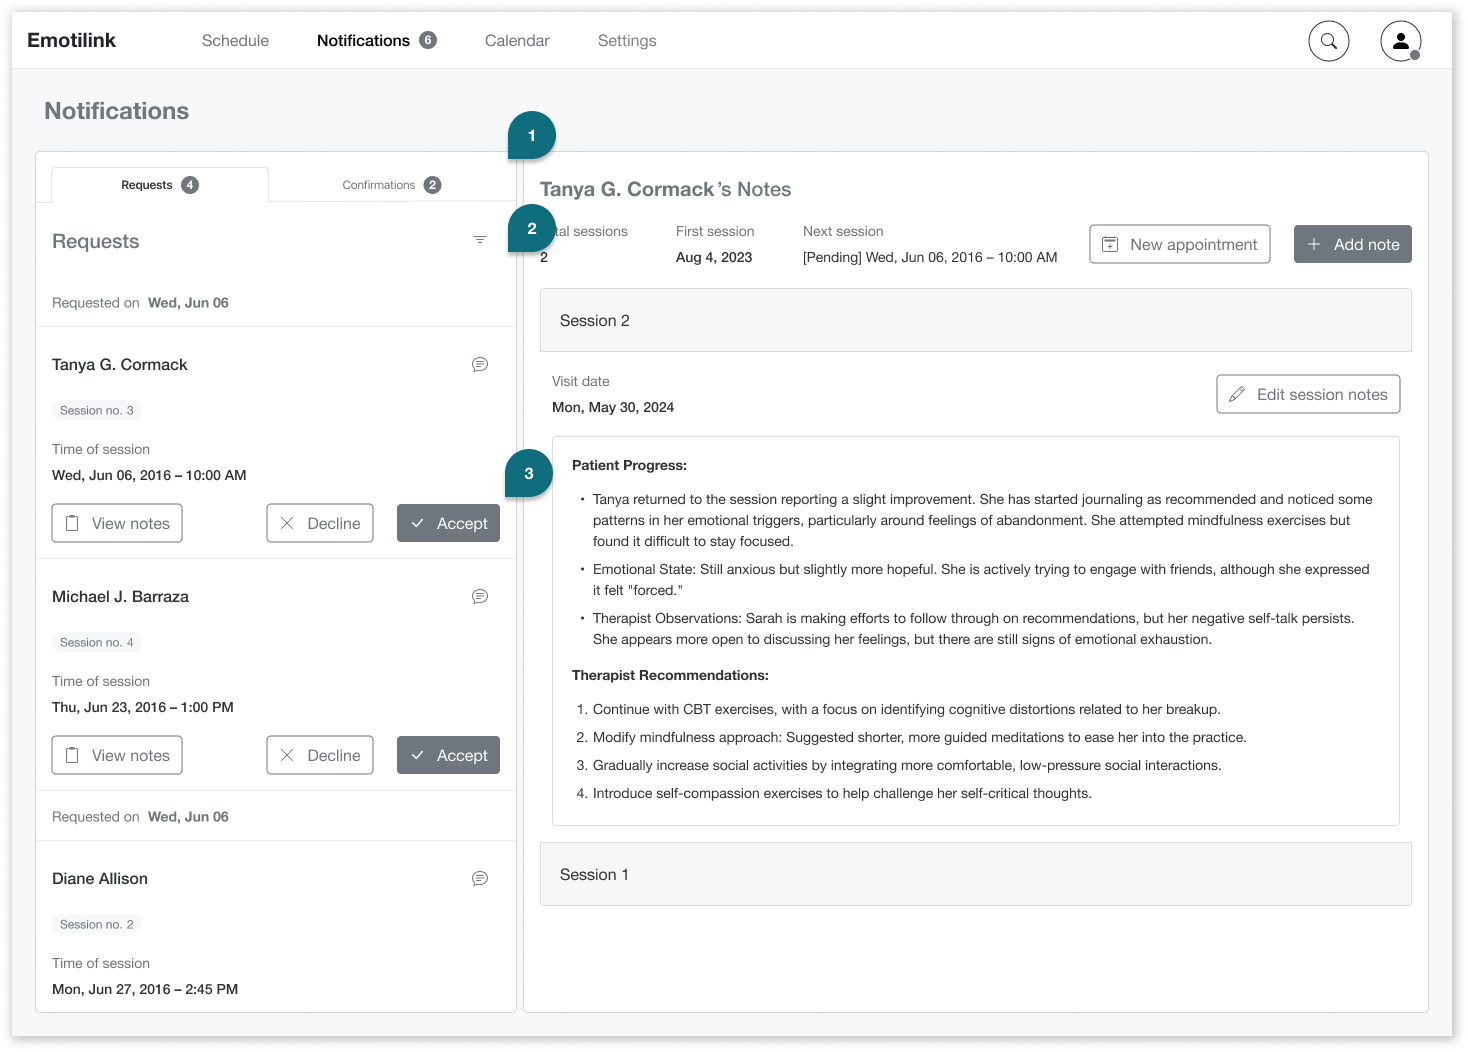 Emotilink
Schedule
Notifications 6
Calendar
Settings
Notifications
1
Requests 4
Confirmations 2
Requests
Requested on Wed, Jun 06
Tanya G. Cormack
Session no. 3
Time of session
Wed, Jun 06, 2016 – 10:00 AM
View notes
Decline
Accept
Michael J. Barraza
Session no. 4
Time of session
Thu, Jun 23, 2016 – 1:00 PM
View notes
Decline
Accept
Requested on Wed, Jun 06
Diane Allison
Session no. 2
Time of session
Mon, Jun 27, 2016 – 2:45 PM
Tanya G. Cormack's Notes
2
tal sessions
2
First session
Aug 4, 2023
Next session
[Pending] Wed, Jun 06, 2016 – 10:00 AM
New appointment
Add note
Session 2
Visit date
Mon, May 30, 2024
Edit session notes
3
Patient Progress:
• Tanya returned to the session reporting a slight improvement. She has started journaling as recommended and noticed some
patterns in her emotional triggers, particularly around feelings of abandonment. She attempted mindfulness exercises but
found it difficult to stay focused.
• Emotional State: Still anxious but slightly more hopeful. She is actively trying to engage with friends, although she expressed
it felt "forced."
• Therapist Observations: Sarah is making efforts to follow through on recommendations, but her negative self-talk persists.
She appears more open to discussing her feelings, but there are still signs of emotional exhaustion.
Therapist Recommendations:
1. Continue with CBT exercises, with a focus on identifying cognitive distortions related to her breakup.
2. Modify mindfulness approach: Suggested shorter, more guided meditations to ease her into the practice.
3. Gradually increase social activities by integrating more comfortable, low-pressure social interactions.
4. Introduce self-compassion exercises to help challenge her self-critical thoughts.
Session 1